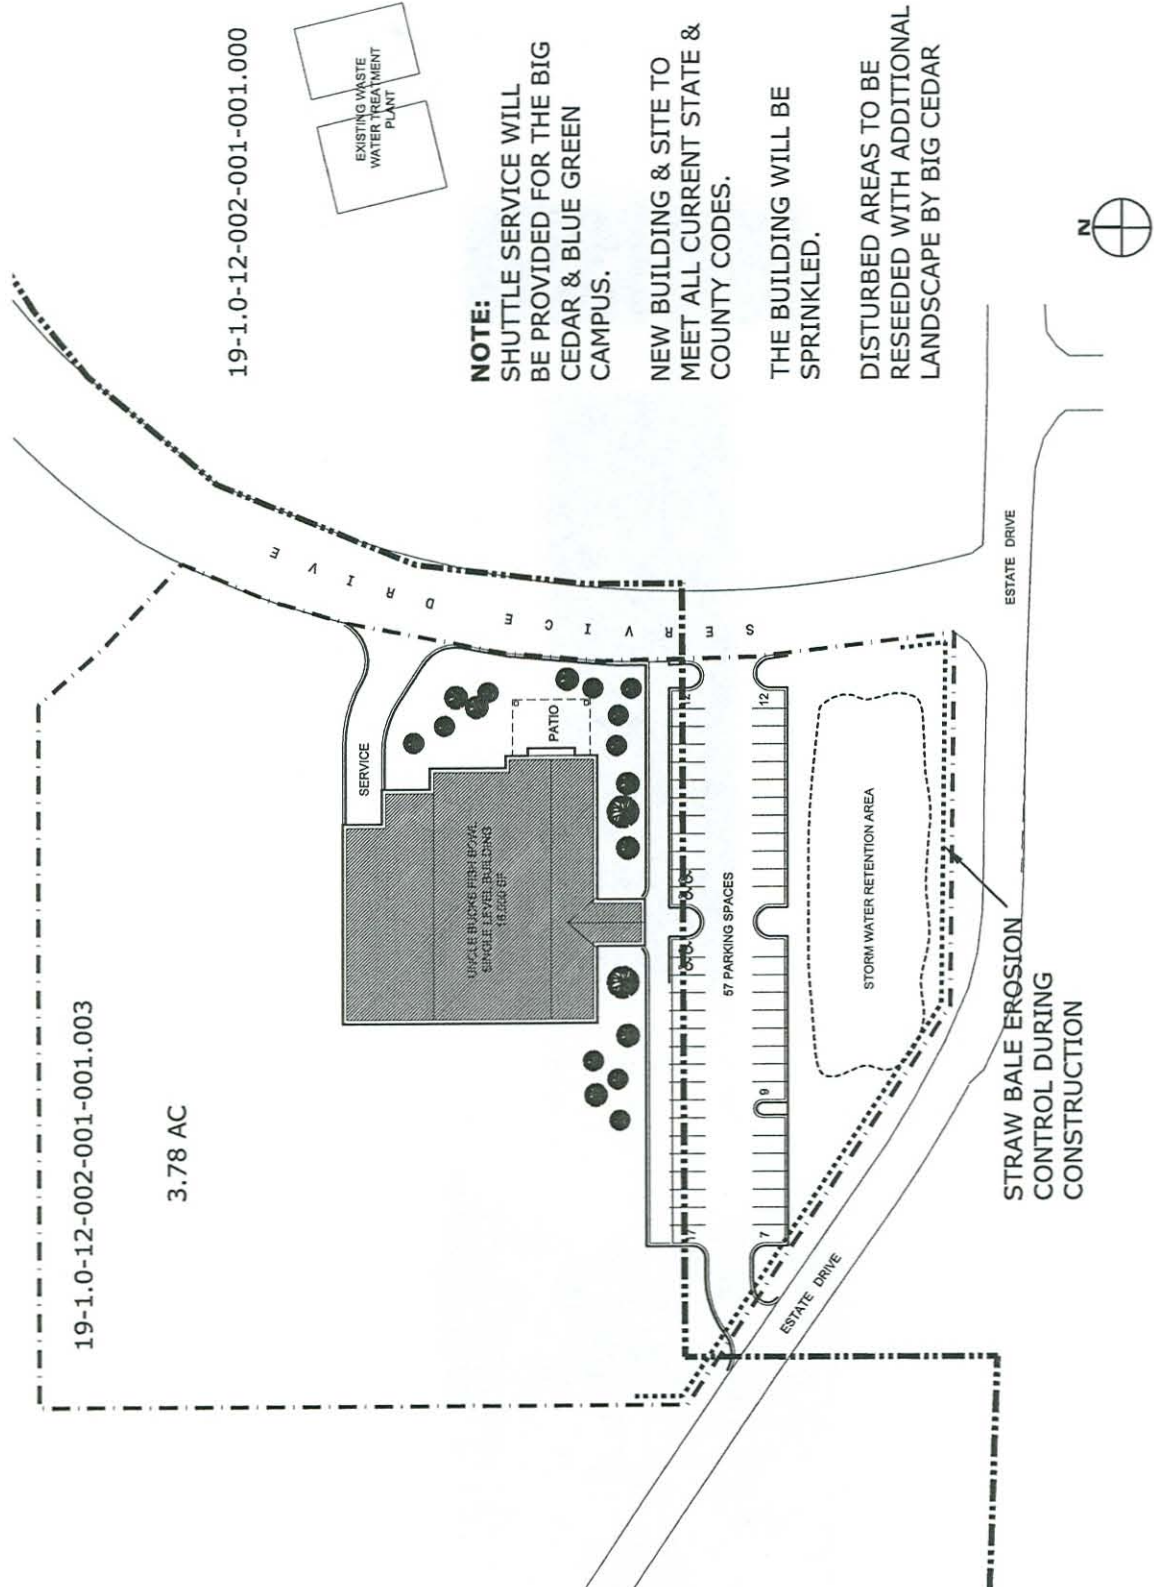 19-1.0-12-002-001-001.003
3.78 AC
19-1.0-12-002-001-001.000
EXISTING WASTE
WATER TREATMENT
PLANT
NOTE:
SHUTTLE SERVICE WILL
BE PROVIDED FOR THE BIG
CEDAR & BLUE GREEN
CAMPUS.
NEW BUILDING & SITE TO
MEET ALL CURRENT STATE &
COUNTY CODES.
THE BUILDING WILL BE
SPRINKLED.
DISTURBED AREAS TO BE
RESEEDED WITH ADDITIONAL
LANDSCAPE BY BIG CEDAR
N
SERVICE DRIVE
SERVICE
PATIO
UNCLE BUCKS FISH BOWL
SINGLE LEVEL BUILDING
18,000 SF
17
12
57 PARKING SPACES
7
9
12
STORM WATER RETENTION AREA
ESTATE DRIVE
ESTATE DRIVE
STRAW BALE EROSION
CONTROL DURING
CONSTRUCTION